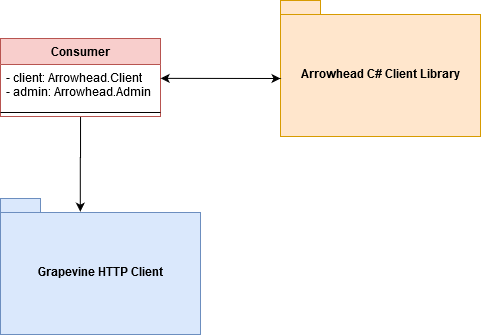 Consumer
- client: Arrowhead.Client
- admin: Arrowhead.Admin
Arrowhead C# Client Library
Grapevine HTTP Client